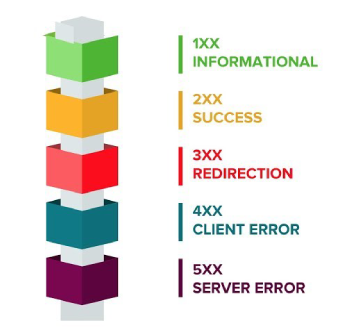 1XX
INFORMATIONAL
2XX
SUCCESS
3XX
REDIRECTION
4XX
CLIENT ERROR
5XX
SERVER ERROR